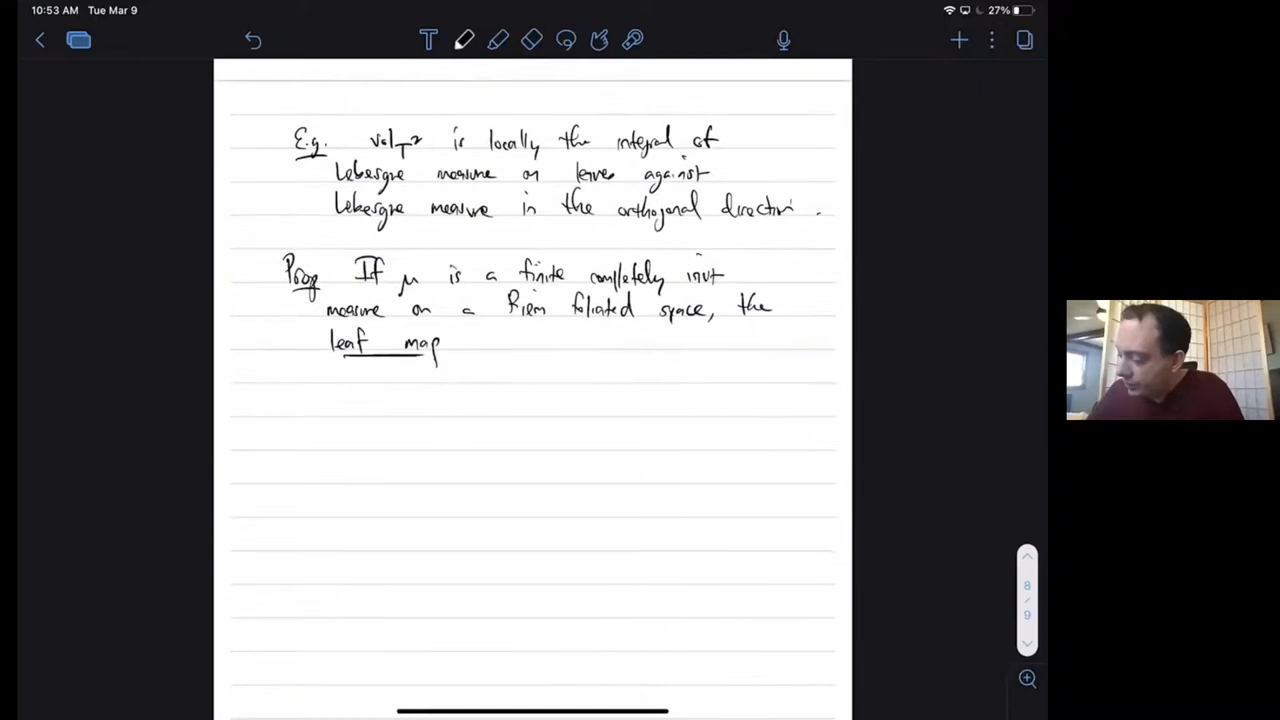 10:53 AM Tue Mar 9
27%
E.g. vol_T² is locally the integral of
Lebesgue measure on leaves against
Lebesgue measure in the orthogonal direction.
Prop If μ is a finite completely invt
measure on a Riem foliated space, the
leaf map
8
/
9